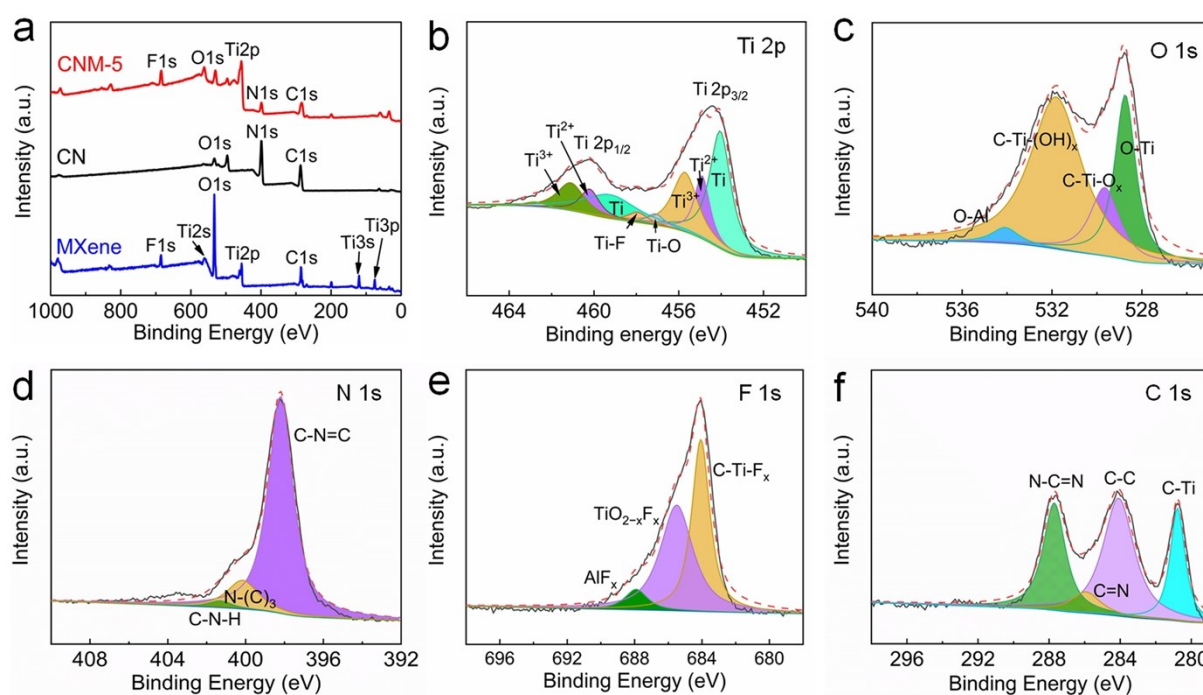 a
CNM-5
F1s
O1s
Ti2p
N1s
C1s
CN
O1s
N1s
C1s
O1s
MXene
F1s
Ti2s
Ti2p
C1s
Ti3s
Ti3p
Intensity (a.u.)
1000 800 600 400 200 0
Binding Energy (eV)
b
Ti 2p
Ti 2p3/2
Ti2+
Ti3+
Ti 2p1/2
Ti2+
Ti
Ti3+
Ti
Ti-F
Ti-O
Intensity (a.u.)
464 460 456 452
Binding energy (eV)
c
O 1s
C-Ti-(OH)x
O-Ti
C-Ti-Ox
O-Al
Intensity (a.u.)
540 536 532 528
Binding Energy (eV)
d
N 1s
C-N=C
N-(C)3
C-N-H
Intensity (a.u.)
408 404 400 396 392
Binding Energy (eV)
e
F 1s
C-Ti-Fx
TiO2−xFx
AlFx
Intensity (a.u.)
696 692 688 684 680
Binding Energy (eV)
f
C 1s
N-C=N
C-C
C-Ti
C=N
Intensity (a.u.)
296 292 288 284 280
Binding Energy (eV)